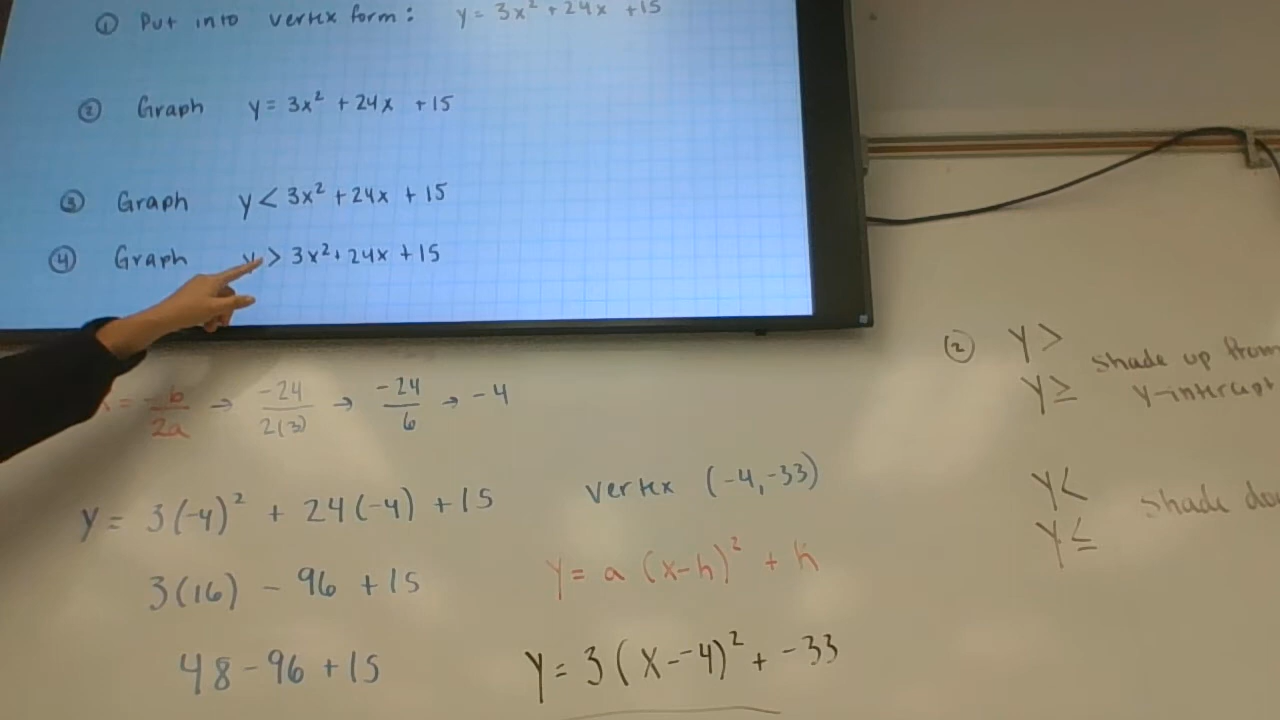 ① Put into vertex form: y = 3x² + 24x + 15
② Graph y = 3x² + 24x + 15
③ Graph y < 3x² + 24x + 15
④ Graph y > 3x² + 24x + 15
x = -b/2a → -24/2(3) → -24/6 → -4
y = 3(-4)² + 24(-4) + 15
3(16) - 96 + 15
48 - 96 + 15
vertex (-4, -33)
y = a (x-h)² + k
y = 3 (x - -4)² + -33
② y >
y ≥
shade up from
y-intercept
y <
y ≤
shade